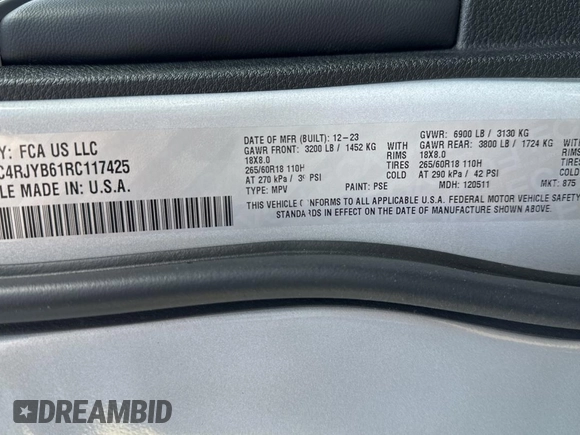 Y: FCA US LLC
C4RJYB61RC117425
MADE IN U.S.A.
DATE OF MFR (BUILT): 12-23
GVWR: 6900 LB / 3130 KG
GAWR FRONT: 3200 LB / 1452 KG WITH
18X8.0 RIMS
265/60R18 110H TIRES
AT 270 kPa / COLD
GAWR REAR: 3800 LB / 1724 KG WITH
18X8.0 RIMS
265/60R18 110H TIRES
AT 290 kPa / 42 PSI COLD
TYPE: MPV PAINT: PSE MDH: 120511 MKT: 875
THIS VEHICLE CONFORMS TO ALL APPLICABLE U.S.A. FEDERAL MOTOR VEHICLE SAFETY
STANDARDS IN EFFECT ON THE DATE OF MANUFACTURE SHOWN ABOVE.
DREAMBID